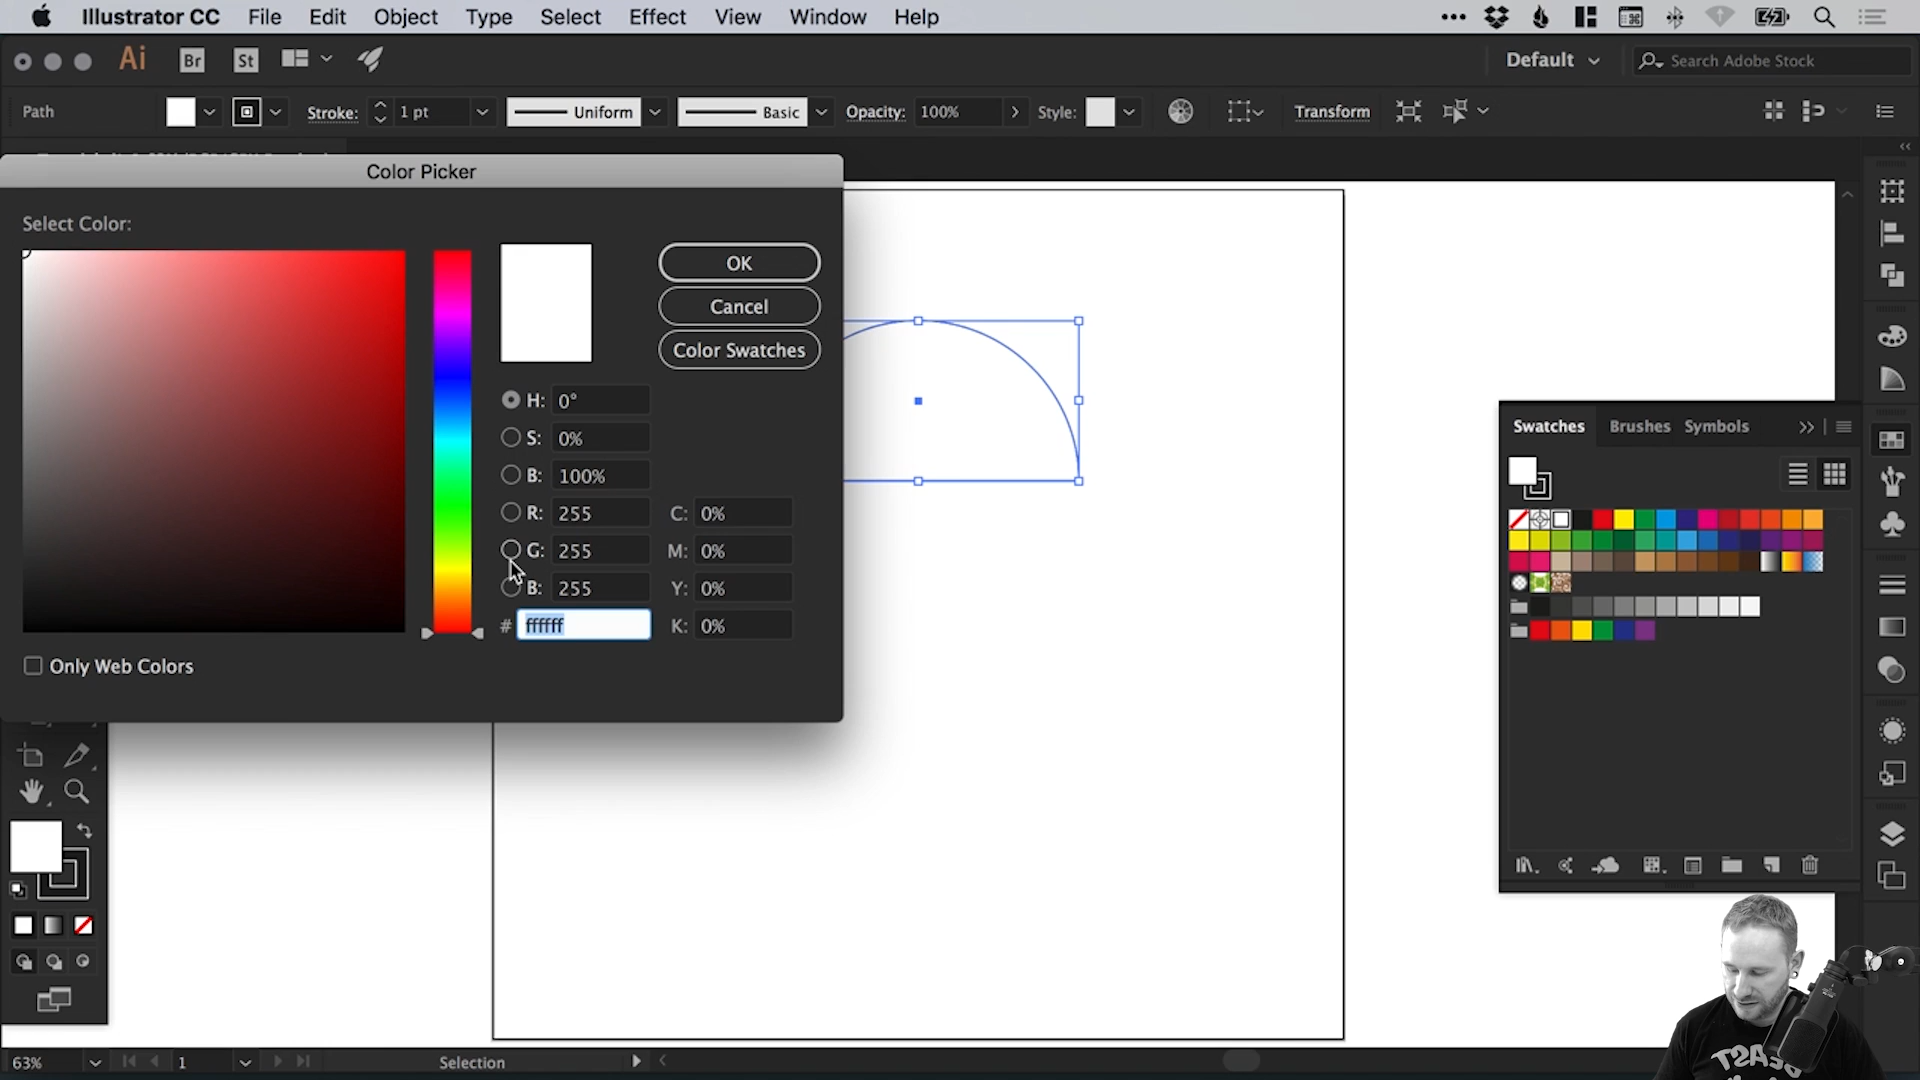 Illustrator CC File Edit Object Type Select Effect View Window Help
Ai Br St Default Search Adobe Stock
Path Stroke: 1 pt Uniform Basic Opacity: 100% Style: Transform
Color Picker
Select Color:
OK
Cancel
Color Swatches
H: 0°
S: 0%
B: 100%
R: 255 C: 0%
G: 255 M: 0%
B: 255 Y: 0%
# ffffff K: 0%
Only Web Colors
Swatches Brushes Symbols
63% 1 Selection